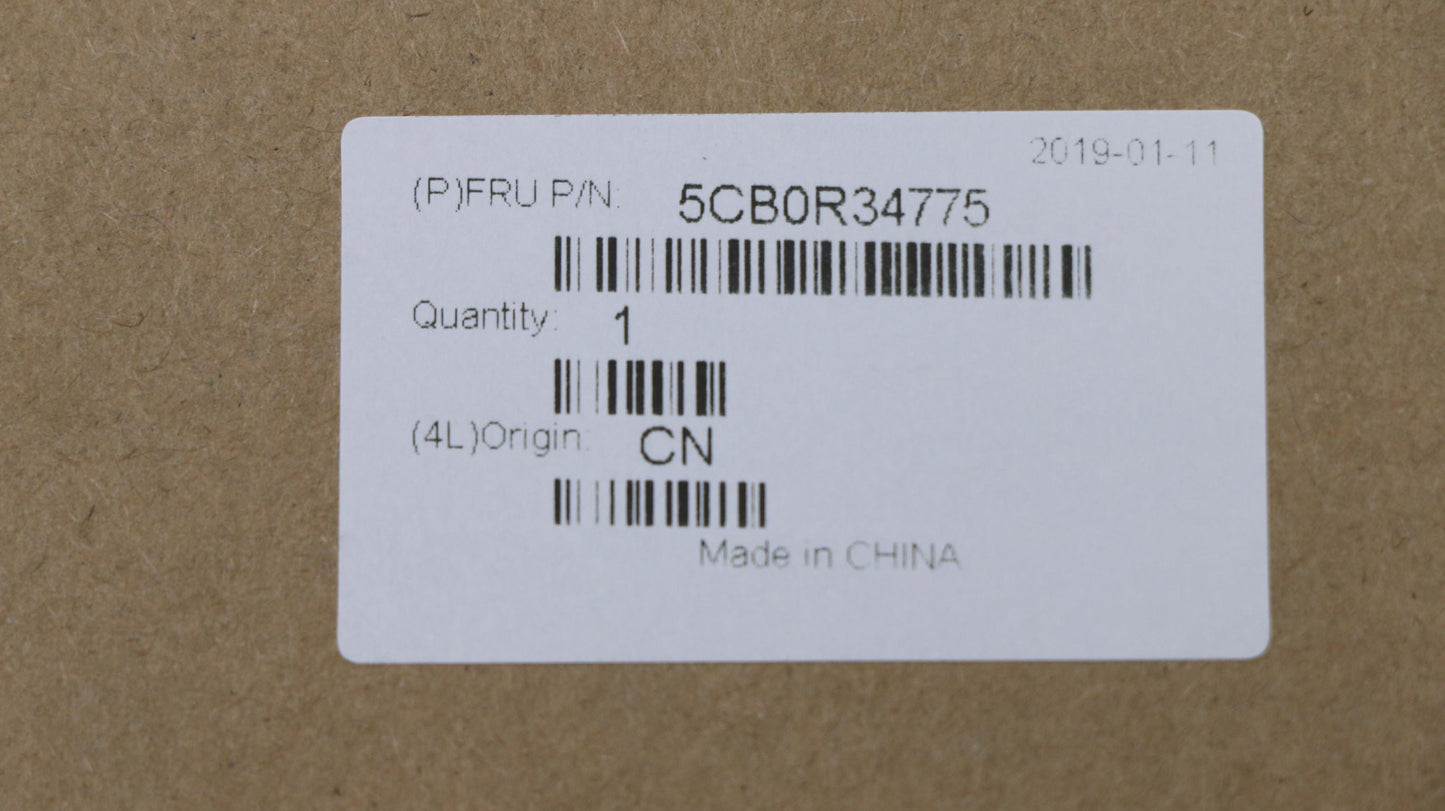 2019-01-11
(P)FRU P/N: 5CB0R34775
Quantity: 1
(4L)Origin: CN
Made in CHINA